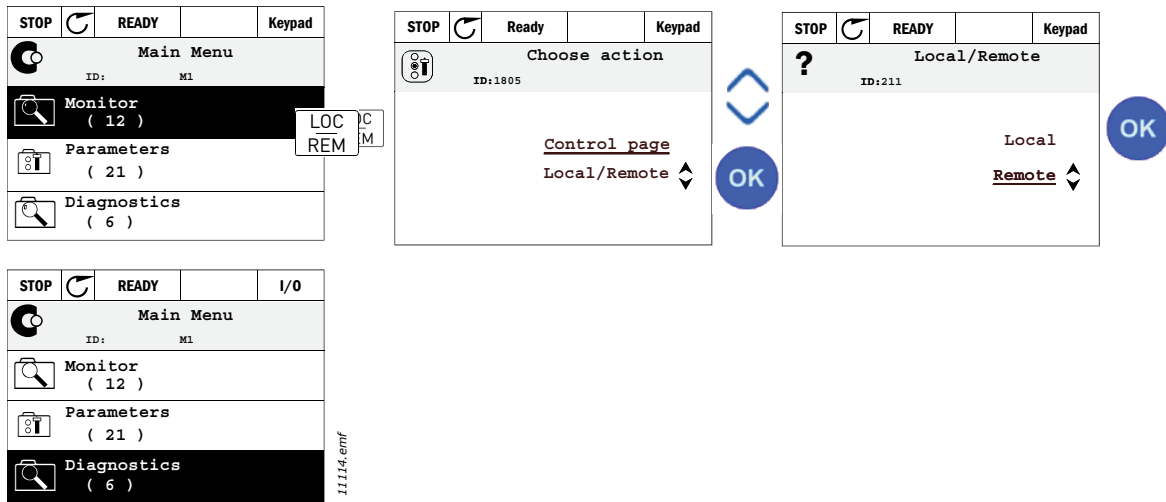 STOP READY Keypad
Main Menu
ID: M1
Monitor
( 12 )
Parameters
( 21 )
Diagnostics
( 6 )
LOC
REM
OC
EM
STOP Ready Keypad
Choose action
ID:1805
Control page
Local/Remote
OK
STOP READY Keypad
?
Local/Remote
ID:211
Local
Remote
OK
STOP READY I/O
Main Menu
ID: M1
Monitor
( 12 )
Parameters
( 21 )
Diagnostics
( 6 )
11114.emf